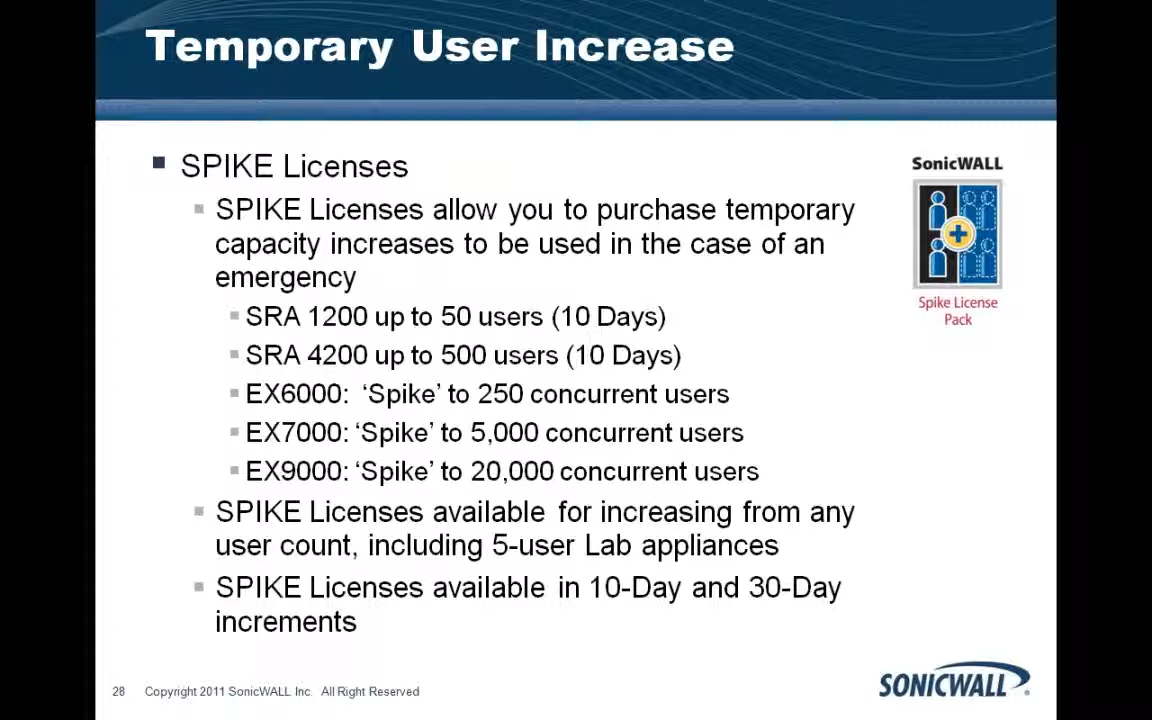 Temporary User Increase
SPIKE Licenses
SPIKE Licenses allow you to purchase temporary
capacity increases to be used in the case of an
emergency
SRA 1200 up to 50 users (10 Days)
SRA 4200 up to 500 users (10 Days)
EX6000: ‘Spike’ to 250 concurrent users
EX7000: ‘Spike’ to 5,000 concurrent users
EX9000: ‘Spike’ to 20,000 concurrent users
SPIKE Licenses available for increasing from any
user count, including 5-user Lab appliances
SPIKE Licenses available in 10-Day and 30-Day
increments
SonicWALL
Spike License
Pack
28 Copyright 2011 SonicWALL Inc. All Right Reserved
SONICWALL